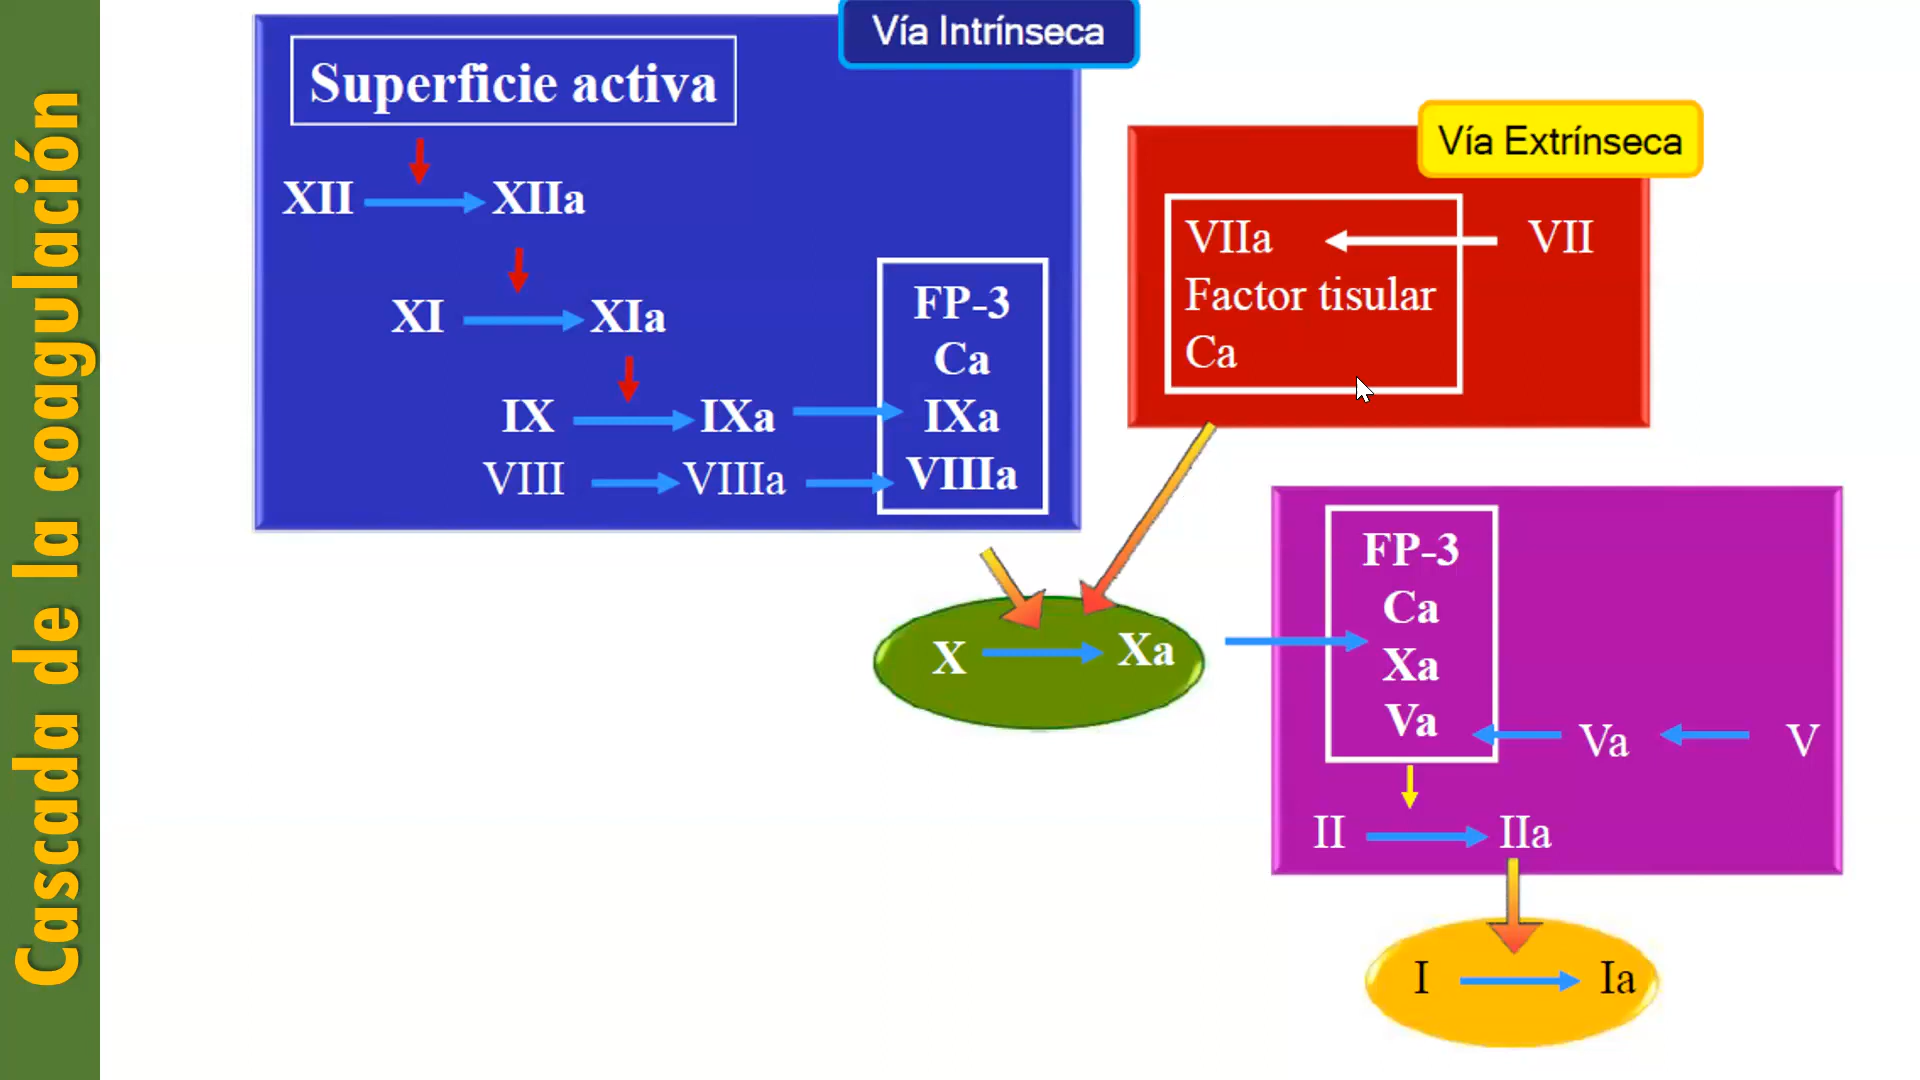 Cascada de la coagulación
Vía Intrínseca
Superficie activa
XII XIIa
XI XIa
IX IXa
VIII VIIIa
FP-3
Ca
IXa
VIIIa
Vía Extrínseca
VIIa VII
Factor tisular
Ca
X Xa
FP-3
Ca
Xa
Va Va V
II IIa
I Ia